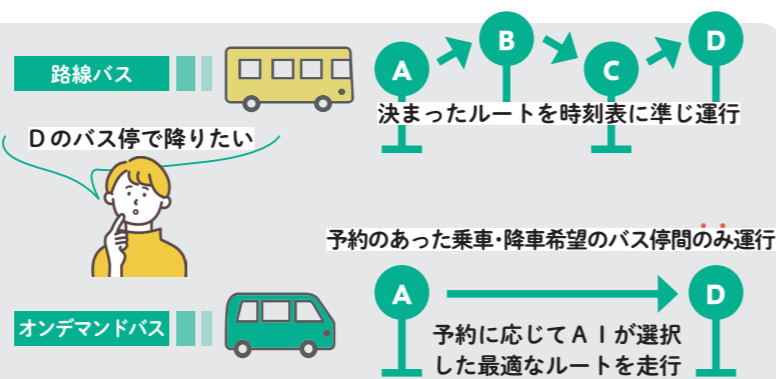 路線バス
A
B
C
D
決まったルートを時刻表に準じ運行
Dのバス停で降りたい
予約のあった乗車・降車希望のバス停間のみ運行
オンデマンドバス
A
D
予約に応じてAIが選択
した最適なルートを走行